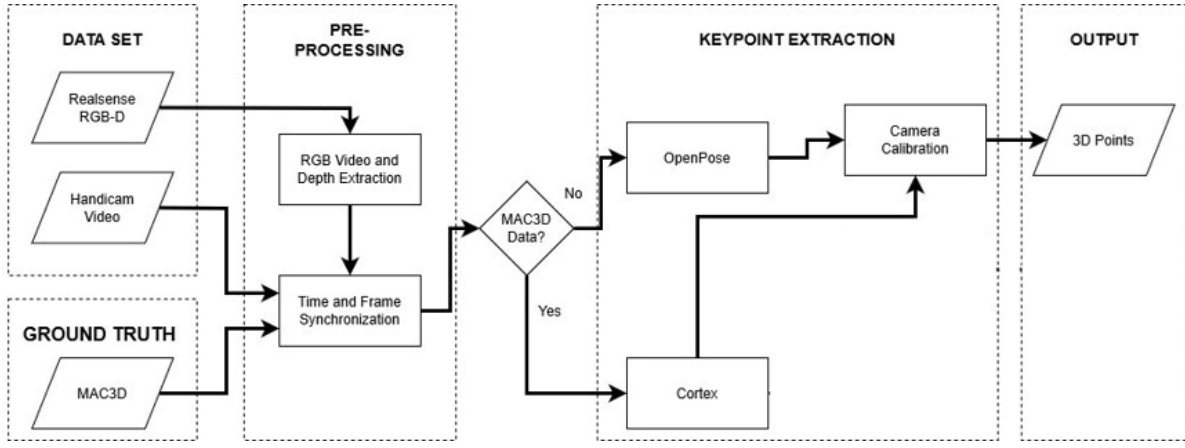 DATA SET
Realsense
RGB-D
Handicam
Video
GROUND TRUTH
MAC3D
PRE-
PROCESSING
RGB Video and
Depth Extraction
Time and Frame
Synchronization
MAC3D
Data?
No
Yes
KEYPOINT EXTRACTION
OpenPose
Camera
Calibration
Cortex
OUTPUT
3D Points